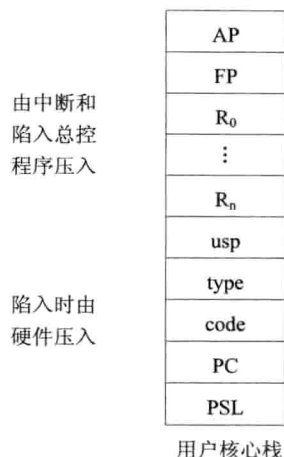 AP
FP
由中断和
陷入总控
程序压入
R₀
⋮
Rₙ
usp
type
陷入时由
硬件压入
code
PC
PSL
用户核心栈